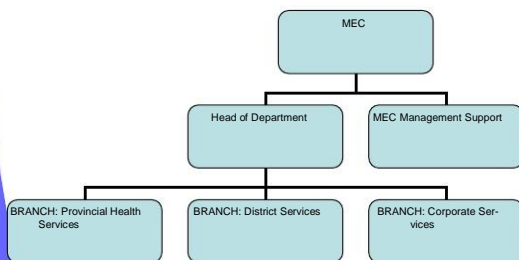 MEC
Head of Department
MEC Management Support
BRANCH: Provincial Health
Services
BRANCH: District Services
BRANCH: Corporate Ser-
vices